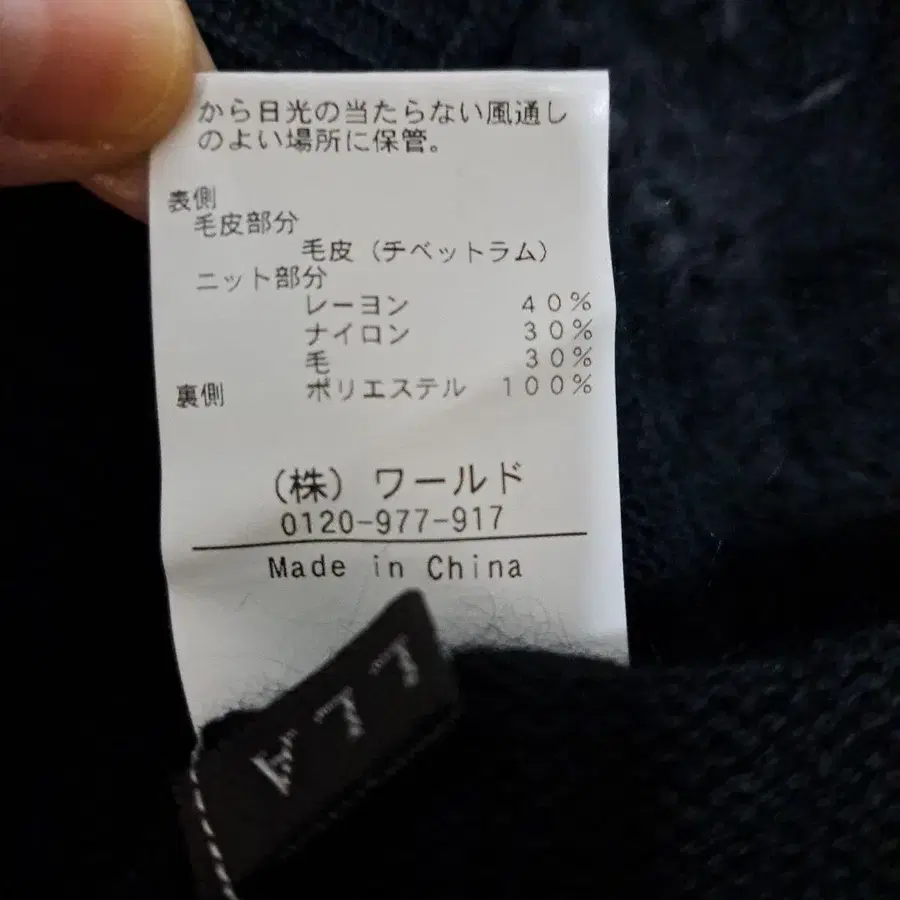 から日光の当たらない風通し
のよい場所に保管。
表側
毛皮部分
毛皮（チベットラム）
ニット部分
レーヨン ４０％
ナイロン ３０％
毛 ３０％
裏側 ポリエステル １００％
（株）ワールド
0120-977-917
Made in China